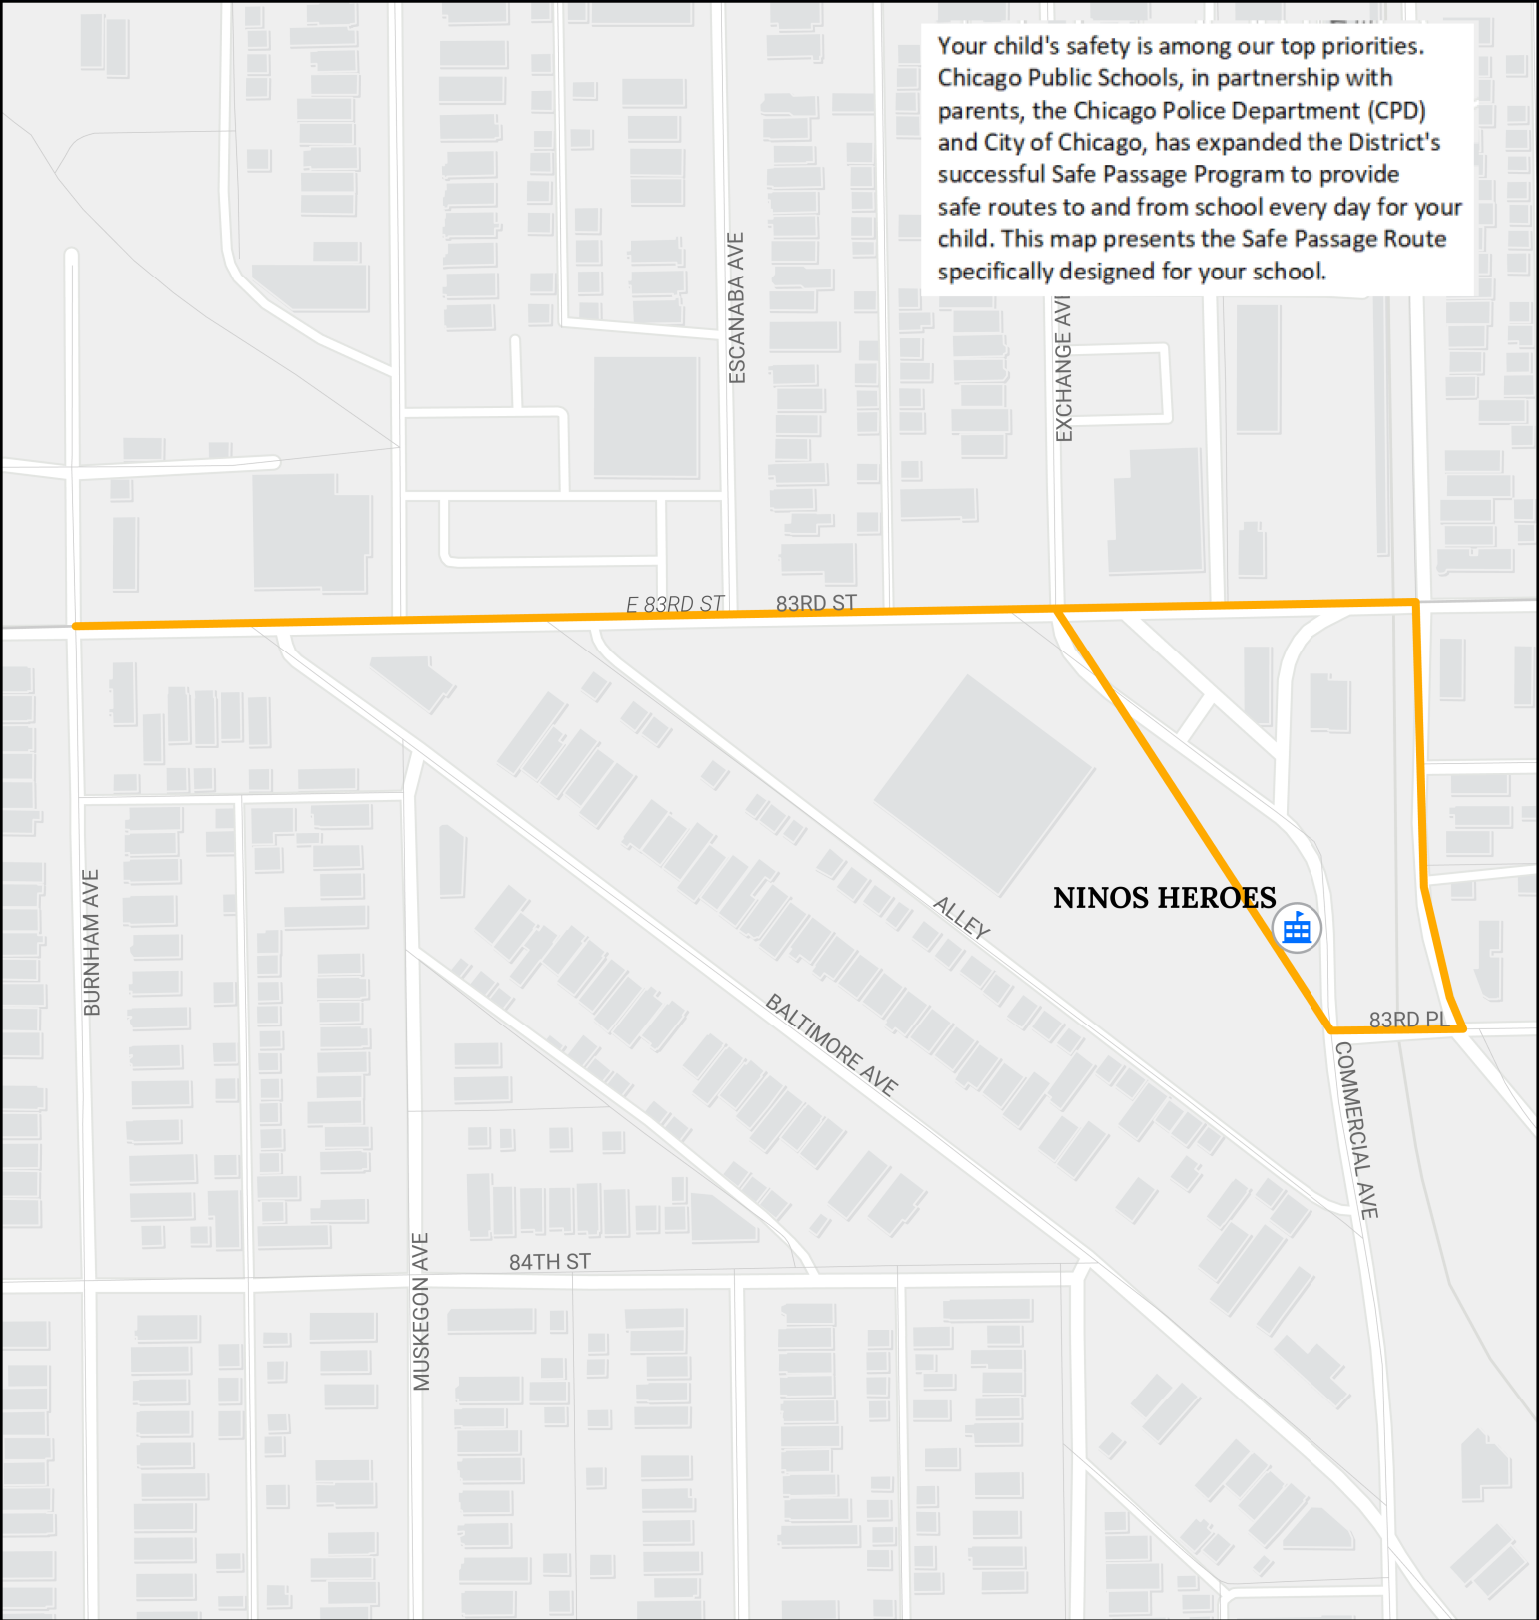 Your child's safety is among our top priorities.
Chicago Public Schools, in partnership with
parents, the Chicago Police Department (CPD)
and City of Chicago, has expanded the District's
successful Safe Passage Program to provide
safe routes to and from school every day for your
child. This map presents the Safe Passage Route
specifically designed for your school.
ESCANABA AVE
EXCHANGE AVE
E 83RD ST
83RD ST
NINOS HEROES
ALLEY
BURNHAM AVE
BALTIMORE AVE
83RD PL
COMMERCIAL AVE
84TH ST
MUSKEGON AVE